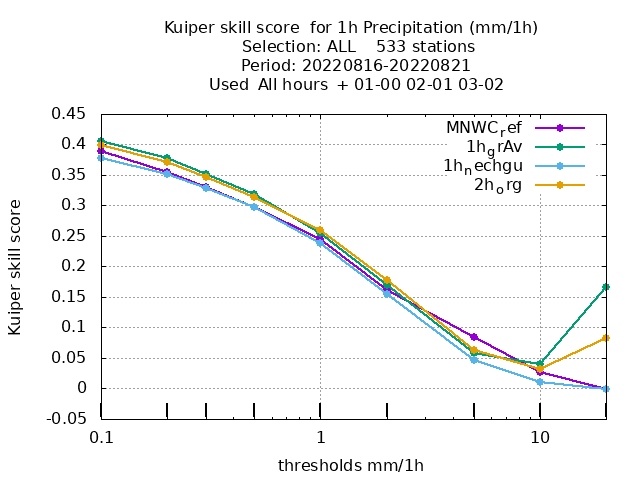 Kuiper skill score  for 1h Precipitation (mm/1h)
Selection: ALL    533 stations
Period: 20220816-20220821
Used  All hours  + 01-00 02-01 03-02
0.45
0.4
0.35
0.3
0.25
0.2
0.15
0.1
0.05
0
-0.05
Kuiper skill score
MNWC_ref
1h_grAv
1h_nechgu
2h_org
0.1
1
10
thresholds mm/1h